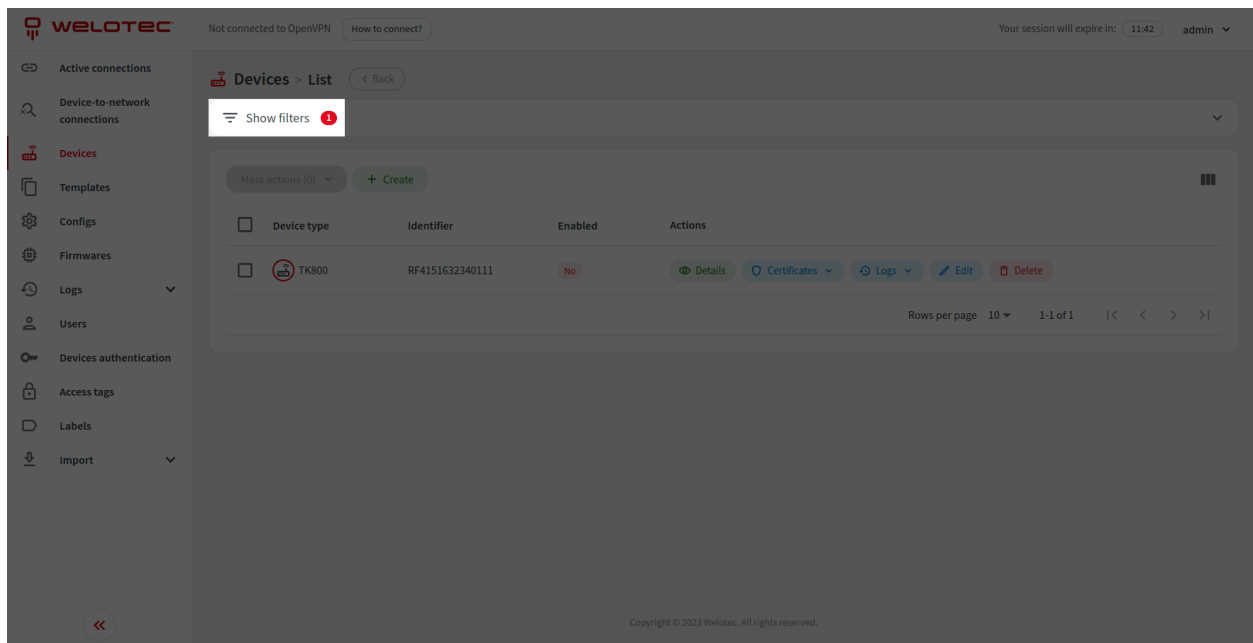 welotec
Not connected to OpenVPN
How to connect?
Your session will expire in: 11:42
admin
Active connections
Device-to-network
connections
Devices
Templates
Configs
Firmwares
Logs
Users
Devices authentication
Access tags
Labels
Import
Devices > List
< Back
Show filters 1
Mass actions (0)
+ Create
Device type Identifier Enabled Actions
TK800 RF4151632340111 No Details Certificates Logs Edit Delete
Rows per page 10 1-1 of 1
Copyright © 2023 Welotec. All rights reserved.